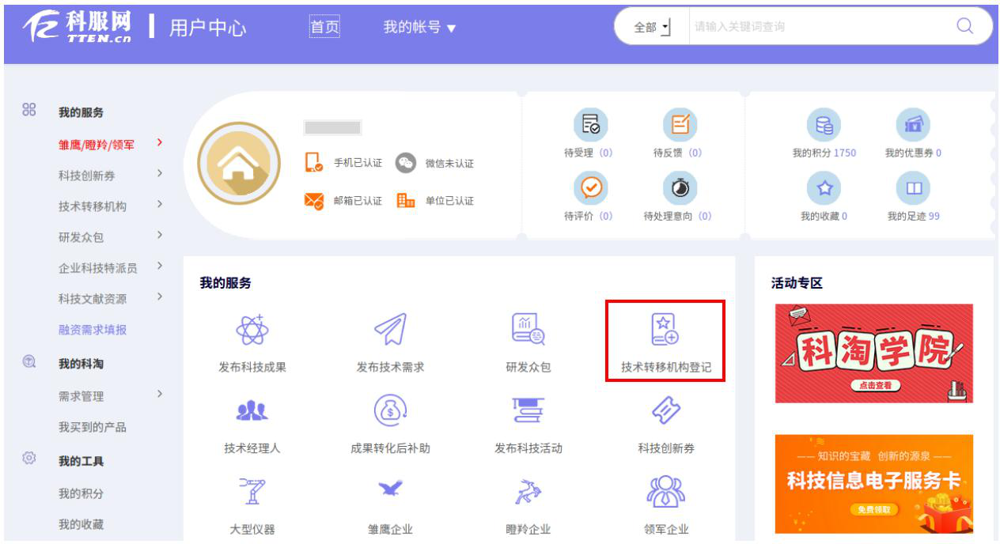 科服网
TTEN.cn
用户中心
首页
我的帐号 ▼
全部
请输入关键词查询
我的服务
雏鹰/瞪羚/领军
科技创新券
技术转移机构
研发众包
企业科技特派员
科技文献资源
融资需求填报
我的科淘
需求管理
我买到的产品
我的工具
我的积分
我的收藏
手机已认证
微信未认证
邮箱已认证
单位已认证
待受理（0）
待反馈（0）
待评价（0）
待处理意向（0）
我的积分 1750
我的优惠券 0
我的收藏 0
我的足迹 99
我的服务
发布科技成果
发布技术需求
研发众包
技术转移机构登记
技术经理人
成果转化后补助
发布科技活动
科技创新券
大型仪器
雏鹰企业
瞪羚企业
领军企业
活动专区
科淘学院
点击查看
知识的宝藏 创新的源泉
科技信息电子服务卡
免费领取